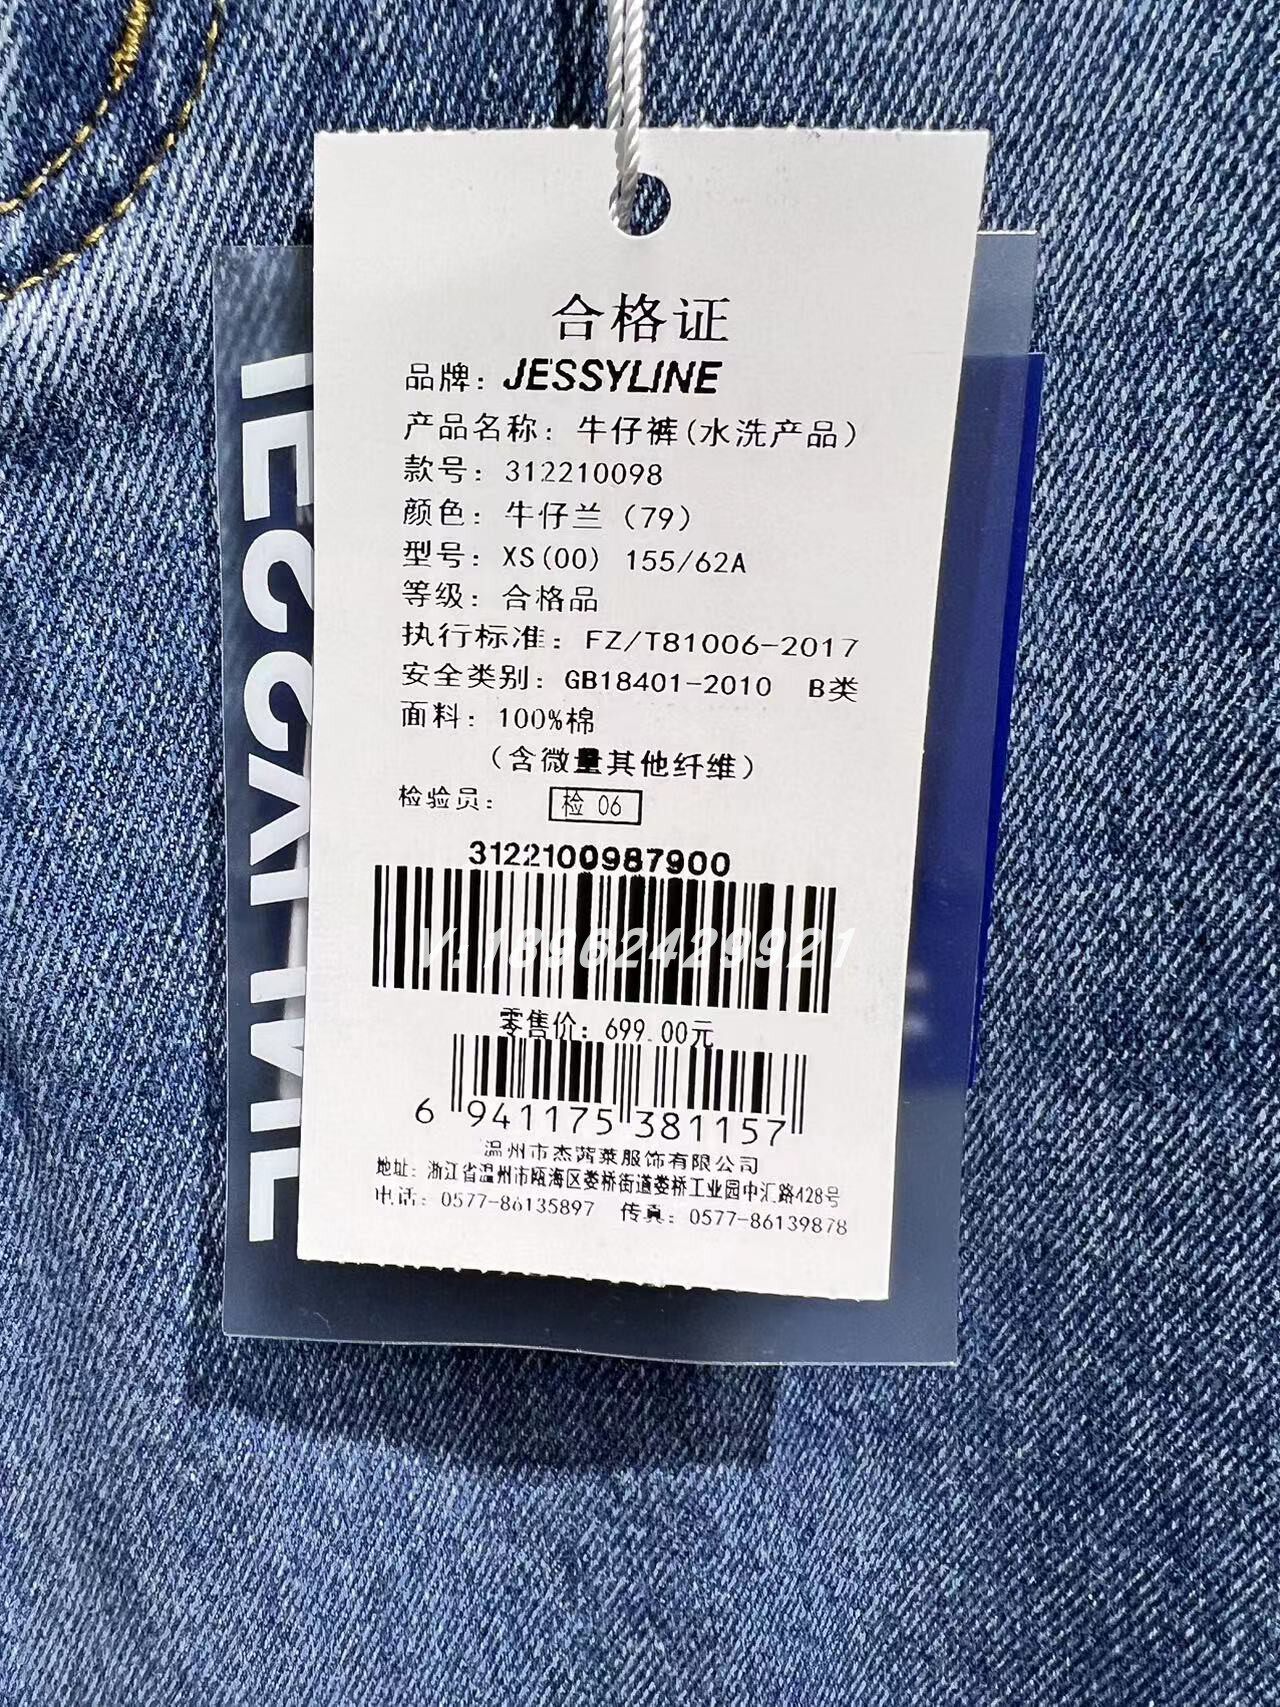 合格证
品牌：JESSYLINE
产品名称：牛仔裤(水洗产品)
款号：312210098
颜色：牛仔兰（79）
型号：XS(00) 155/62A
等级：合格品
执行标准：FZ/T81006-2017
安全类别：GB18401-2010 B类
面料：100%棉
（含微量其他纤维）
检验员：检 06
3122100987900
V: 18962429921
零售价：699.00元
6 941175 381157
温州市杰茜莱服饰有限公司
地址：浙江省温州市瓯海区娄桥街道娄桥工业园中汇路428号
电话：0577-86135897 传真：0577-86139878